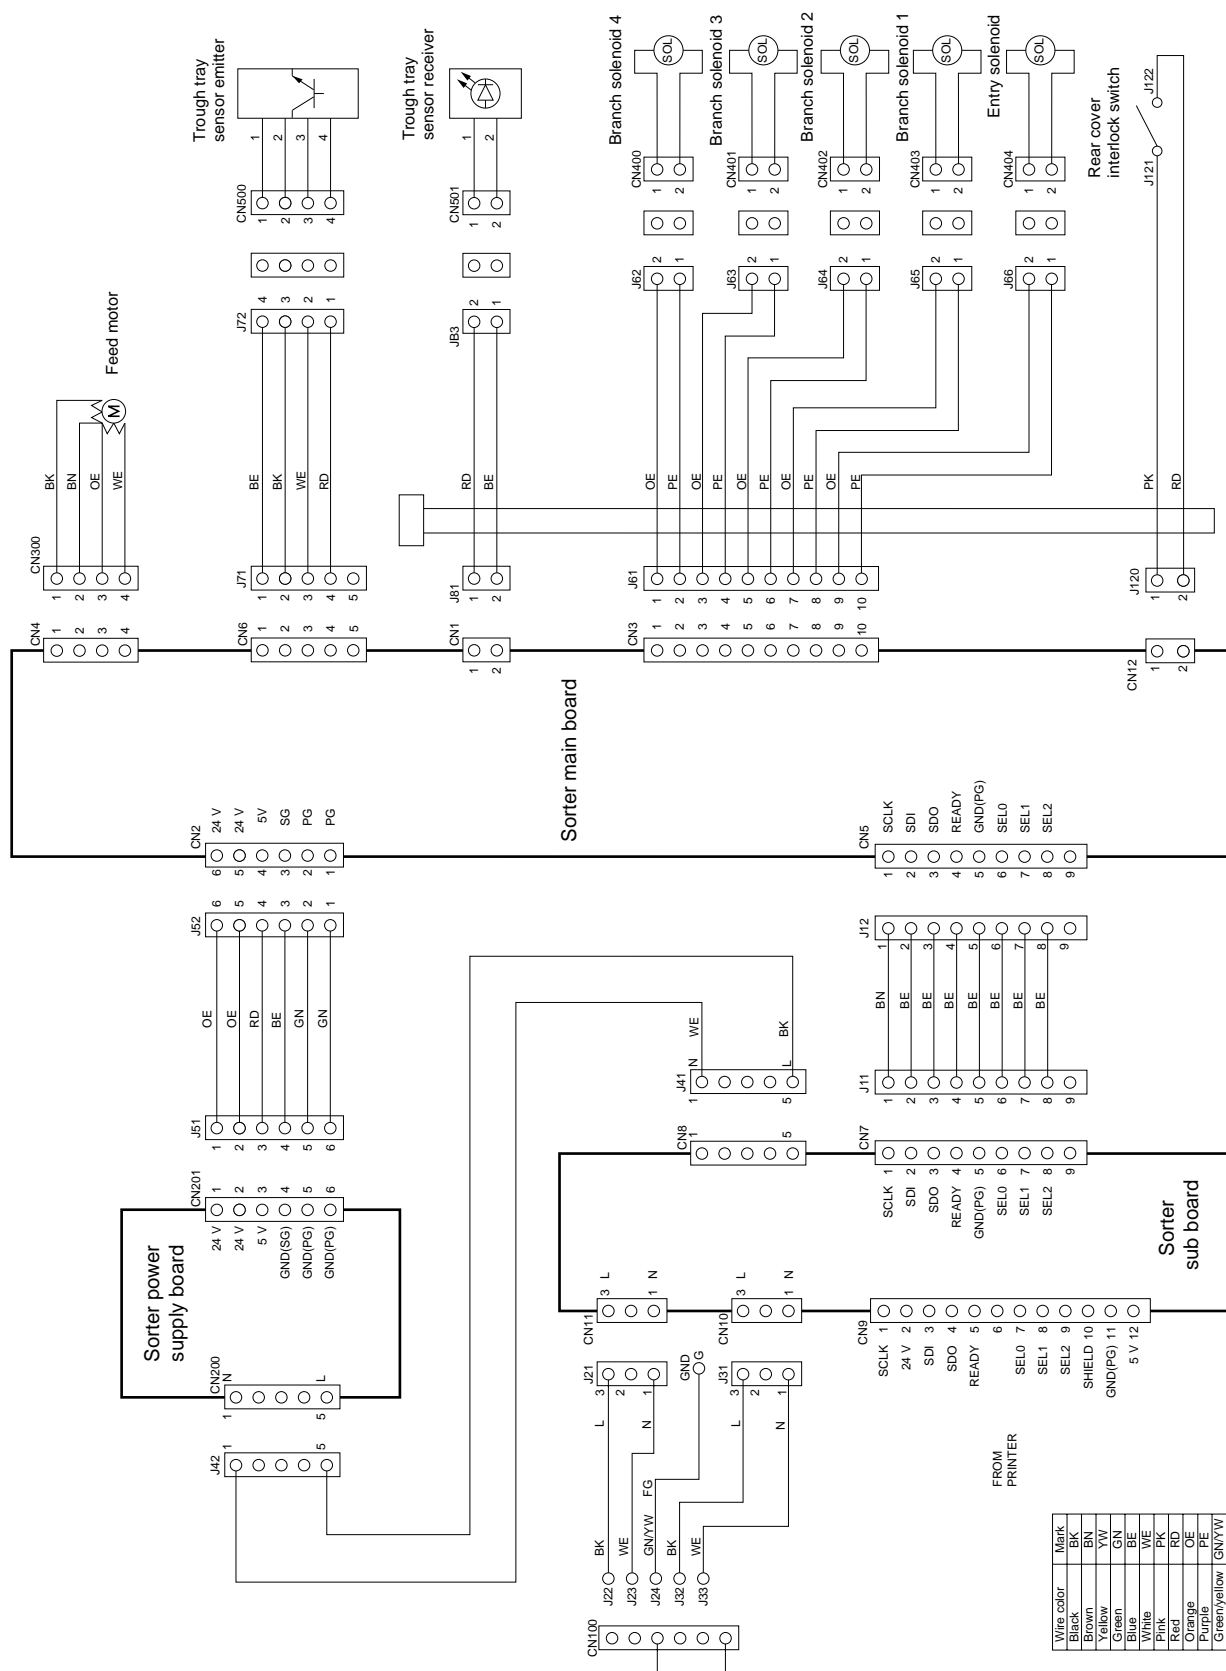 Trough tray
sensor emitter
1
2
3
4
CN500
1
2
3
4
J72
4
3
2
1
BE
BK
WE
RD
J71
1
2
3
4
5
CN6
1
2
3
4
5
Trough tray
sensor receiver
1
2
CN501
1
2
JB3
2
1
RD
BE
J81
1
2
CN1
1
2
Feed motor
M
BK
BN
OE
WE
CN300
1
2
3
4
CN4
1
2
3
4
Branch solenoid 4
SOL
CN400
1
2
J62
2
1
Branch solenoid 3
SOL
CN401
1
2
J63
2
1
Branch solenoid 2
SOL
CN402
1
2
J64
2
1
Branch solenoid 1
SOL
CN403
1
2
J65
2
1
Entry solenoid
SOL
CN404
1
2
J66
2
1
OE
PE
OE
PE
OE
PE
OE
PE
OE
PE
J61
1
2
3
4
5
6
7
8
9
10
CN3
1
2
3
4
5
6
7
8
9
10
Rear cover
interlock switch
J122
J121
PK
RD
J120
1
2
CN12
1
2
Sorter main board
CN2
6 24 V
5 24 V
4 5V
3 SG
2 PG
1 PG
J52
6
5
4
3
2
1
OE
OE
RD
BE
GN
GN
J51
1
2
3
4
5
6
CN201
1 24 V
2 24 V
3 5 V
4 GND(SG)
5 GND(PG)
6 GND(PG)
Sorter power
supply board
CN200
1 N
5 L
J42
1
5
CN5
1 SCLK
2 SDI
3 SDO
4 READY
5 GND(PG)
6 SEL0
7 SEL1
8 SEL2
9
J12
1
2
3
4
5
6
7
8
9
BN
BE
BE
BE
BE
BE
BE
BE
J11
1
2
3
4
5
6
7
8
9
WE
BK
J41
1 N
5 L
CN8
1
5
CN7
SCLK 1
SDI 2
SDO 3
READY 4
GND(PG) 5
SEL0 6
SEL1 7
SEL2 8
9
Sorter
sub board
CN11
3 L
1 N
CN10
3 L
1 N
CN9
SCLK 1
24 V 2
SDI 3
SDO 4
READY 5
6
SEL0 7
SEL1 8
SEL2 9
SHIELD 10
GND(PG) 11
5 V 12
J21
3
2
1
GND
G
J31
3
2
1
L
N
FG
L
N
BK
WE
GN/YW
BK
WE
J22
J23
J24
J32
J33
CN100
FROM
PRINTER
Wire color Mark
Black BK
Brown BN
Yellow YW
Green GN
Blue BE
White WE
Pink PK
Red RD
Orange OE
Purple PE
Green/yellow GN/YW